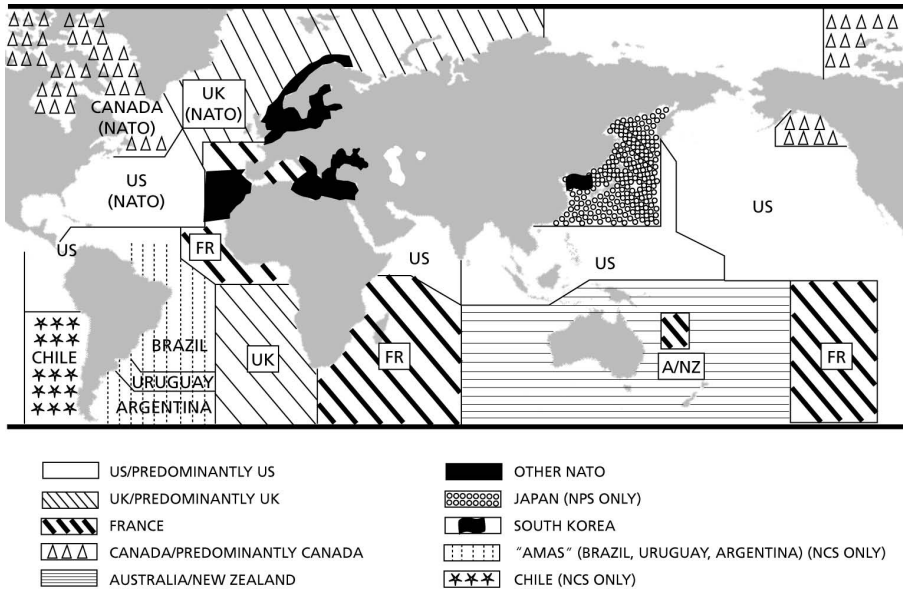 CANADA
(NATO)
UK
(NATO)
US
(NATO)
US
US
FR
US
US
BRAZIL
CHILE
UK
FR
A/NZ
FR
URUGUAY
ARGENTINA
US/PREDOMINANTLY US
UK/PREDOMINANTLY UK
FRANCE
CANADA/PREDOMINANTLY CANADA
AUSTRALIA/NEW ZEALAND
OTHER NATO
JAPAN (NPS ONLY)
SOUTH KOREA
"AMAS" (BRAZIL, URUGUAY, ARGENTINA) (NCS ONLY)
CHILE (NCS ONLY)